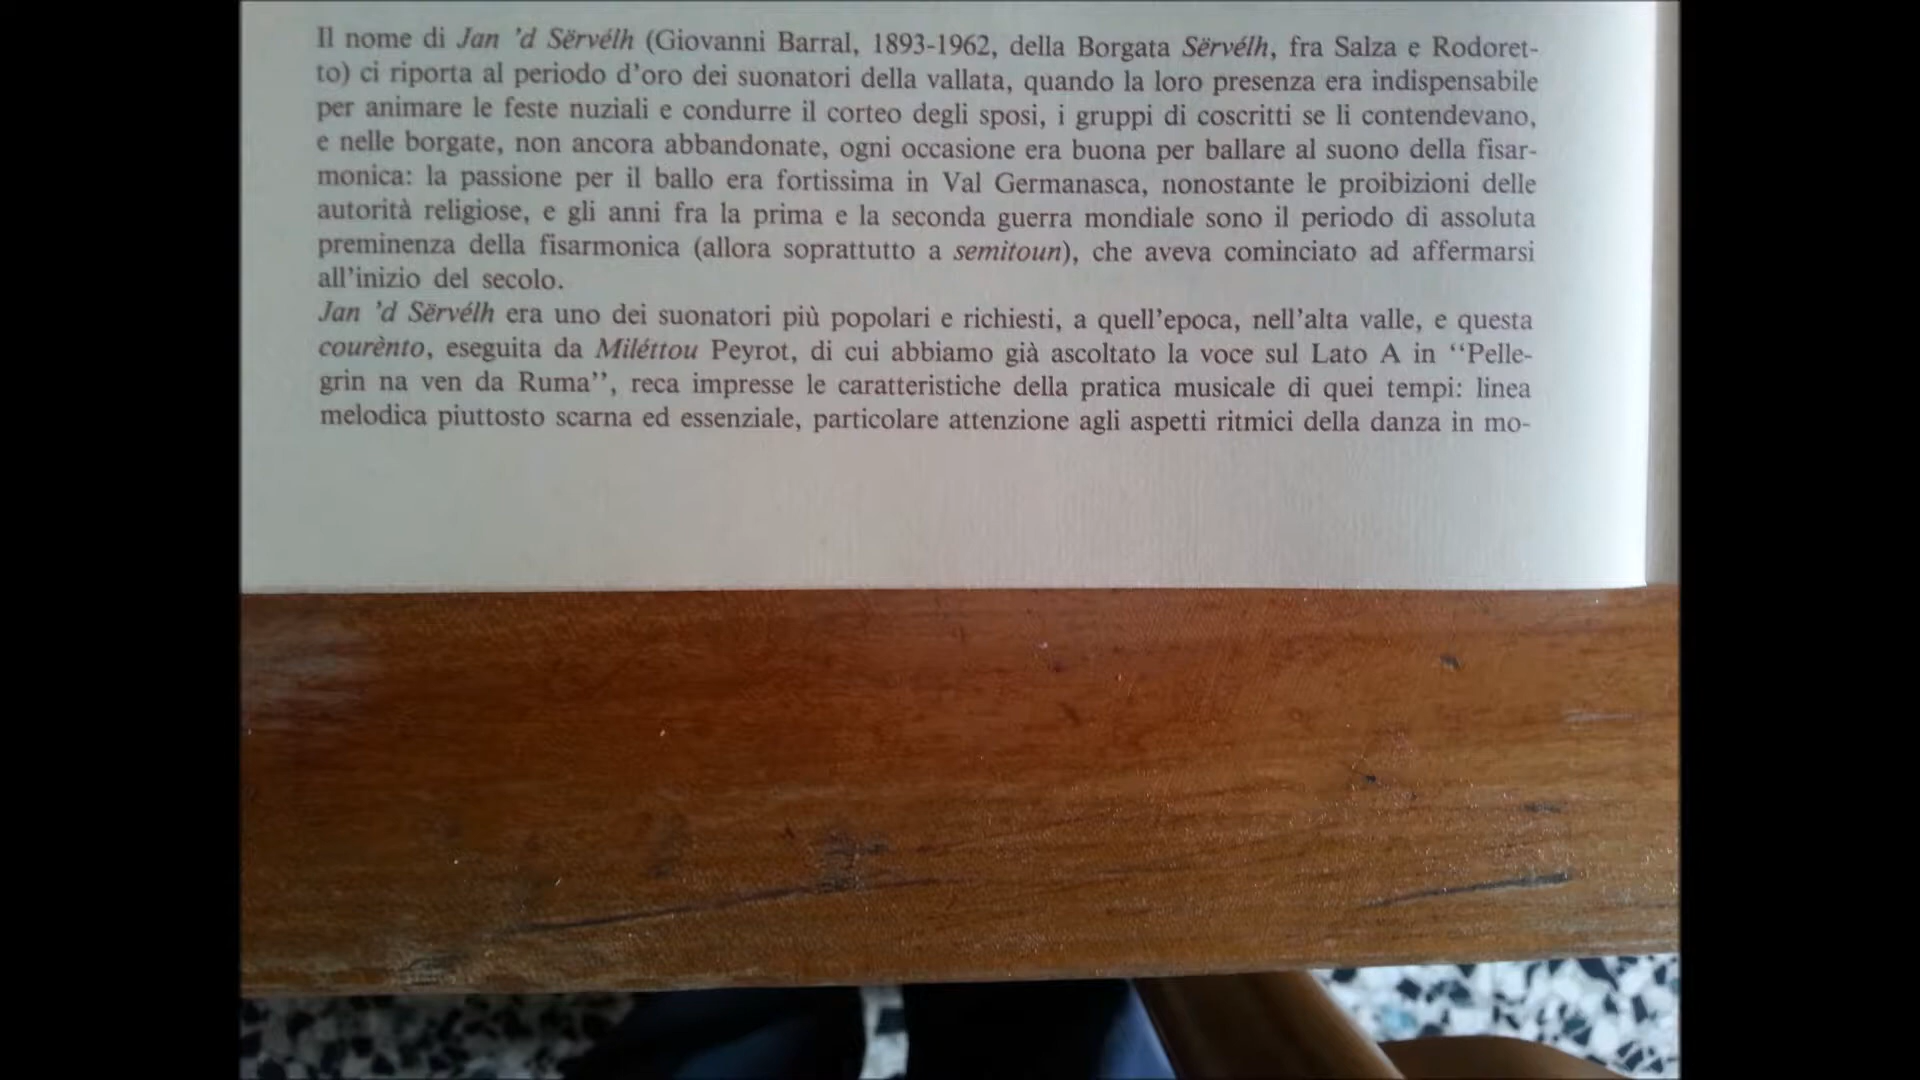 Il nome di Jan 'd Sërvélh (Giovanni Barral, 1893-1962, della Borgata Sërvélh, fra Salza e Rodoret-
to) ci riporta al periodo d'oro dei suonatori della vallata, quando la loro presenza era indispensabile
per animare le feste nuziali e condurre il corteo degli sposi, i gruppi di coscritti se li contendevano,
e nelle borgate, non ancora abbandonate, ogni occasione era buona per ballare al suono della fisar-
monica: la passione per il ballo era fortissima in Val Germanasca, nonostante le proibizioni delle
autorità religiose, e gli anni fra la prima e la seconda guerra mondiale sono il periodo di assoluta
preminenza della fisarmonica (allora soprattutto a semitoun), che aveva cominciato ad affermarsi
all'inizio del secolo.
Jan 'd Sërvélh era uno dei suonatori più popolari e richiesti, a quell'epoca, nell'alta valle, e questa
courènto, eseguita da Miléttou Peyrot, di cui abbiamo già ascoltato la voce sul Lato A in ‘‘Pelle-
grin na ven da Ruma’’, reca impresse le caratteristiche della pratica musicale di quei tempi: linea
melodica piuttosto scarna ed essenziale, particolare attenzione agli aspetti ritmici della danza in mo-